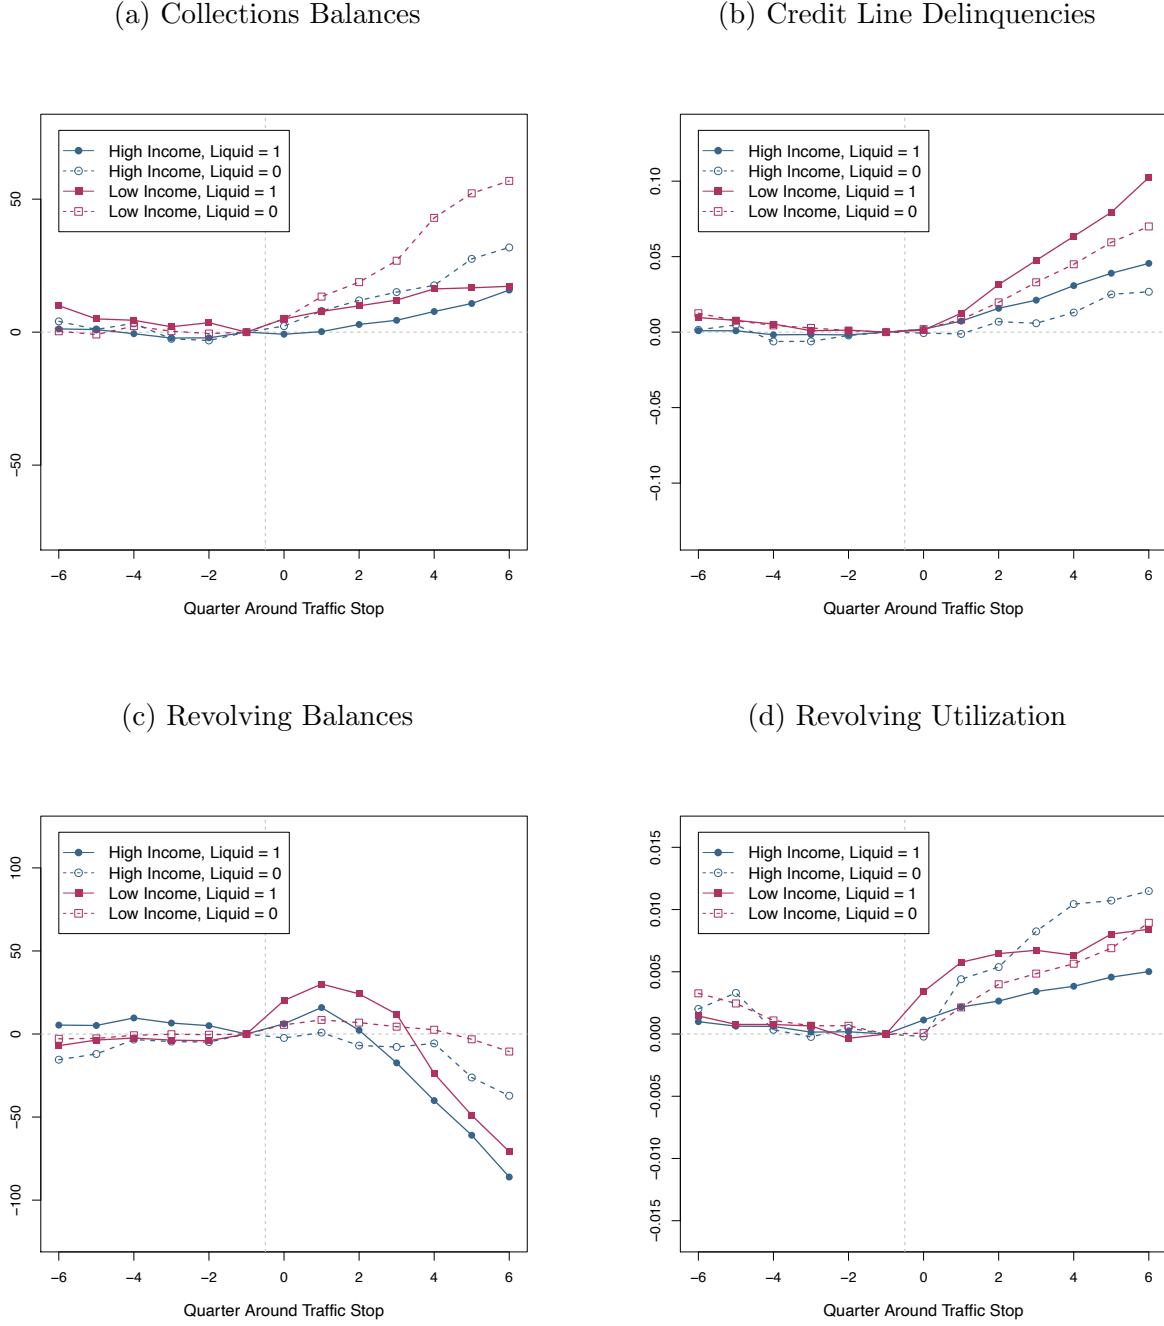 (a) Collections Balances
High Income, Liquid = 1
High Income, Liquid = 0
Low Income, Liquid = 1
Low Income, Liquid = 0
50
0
−50
−6 −4 −2 0 2 4 6
Quarter Around Traffic Stop
(b) Credit Line Delinquencies
High Income, Liquid = 1
High Income, Liquid = 0
Low Income, Liquid = 1
Low Income, Liquid = 0
0.10
0.05
0.00
−0.05
−0.10
−6 −4 −2 0 2 4 6
Quarter Around Traffic Stop
(c) Revolving Balances
High Income, Liquid = 1
High Income, Liquid = 0
Low Income, Liquid = 1
Low Income, Liquid = 0
100
50
0
−50
−100
−6 −4 −2 0 2 4 6
Quarter Around Traffic Stop
(d) Revolving Utilization
High Income, Liquid = 1
High Income, Liquid = 0
Low Income, Liquid = 1
Low Income, Liquid = 0
0.015
0.010
0.005
0.000
−0.005
−0.010
−0.015
−6 −4 −2 0 2 4 6
Quarter Around Traffic Stop